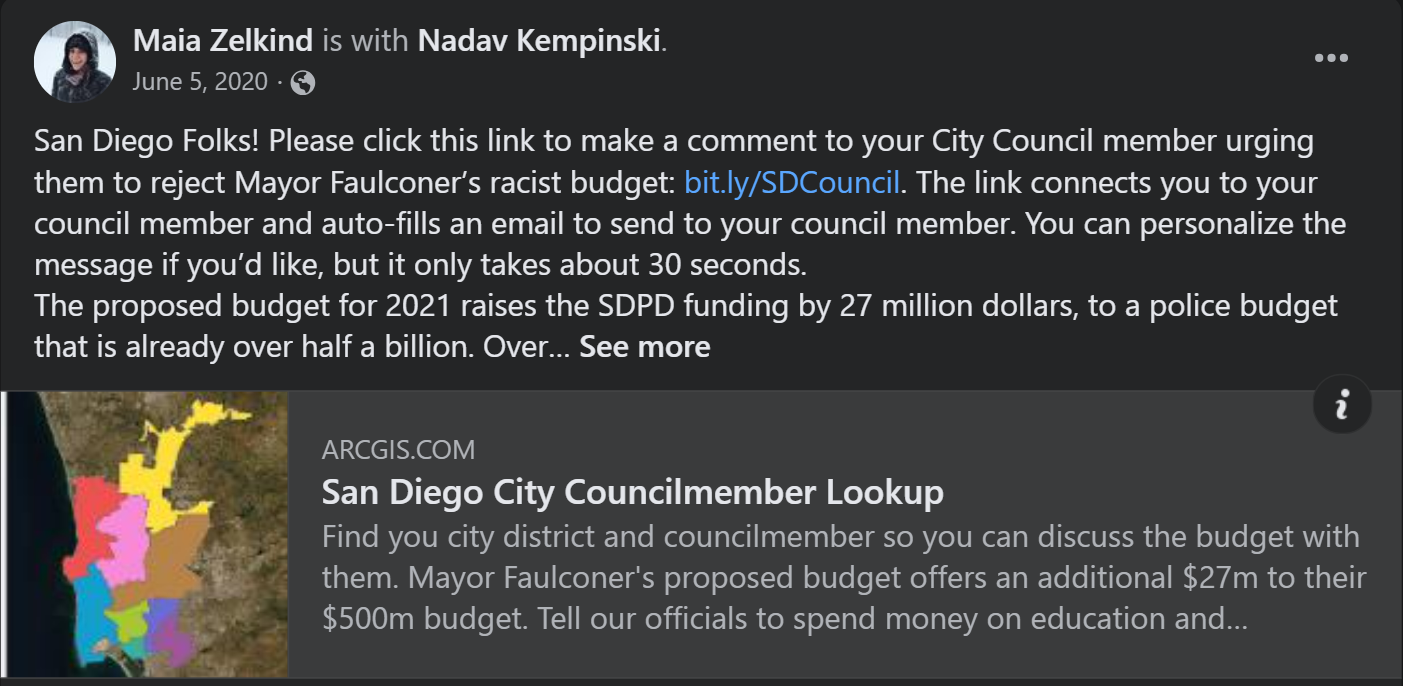 Maia Zelkind is with Nadav Kempinski.
June 5, 2020 ·
San Diego Folks! Please click this link to make a comment to your City Council member urging
them to reject Mayor Faulconer’s racist budget: bit.ly/SDCouncil. The link connects you to your
council member and auto-fills an email to send to your council member. You can personalize the
message if you’d like, but it only takes about 30 seconds.
The proposed budget for 2021 raises the SDPD funding by 27 million dollars, to a police budget
that is already over half a billion. Over... See more
ARCGIS.COM
San Diego City Councilmember Lookup
Find you city district and councilmember so you can discuss the budget with
them. Mayor Faulconer's proposed budget offers an additional $27m to their
$500m budget. Tell our officials to spend money on education and...